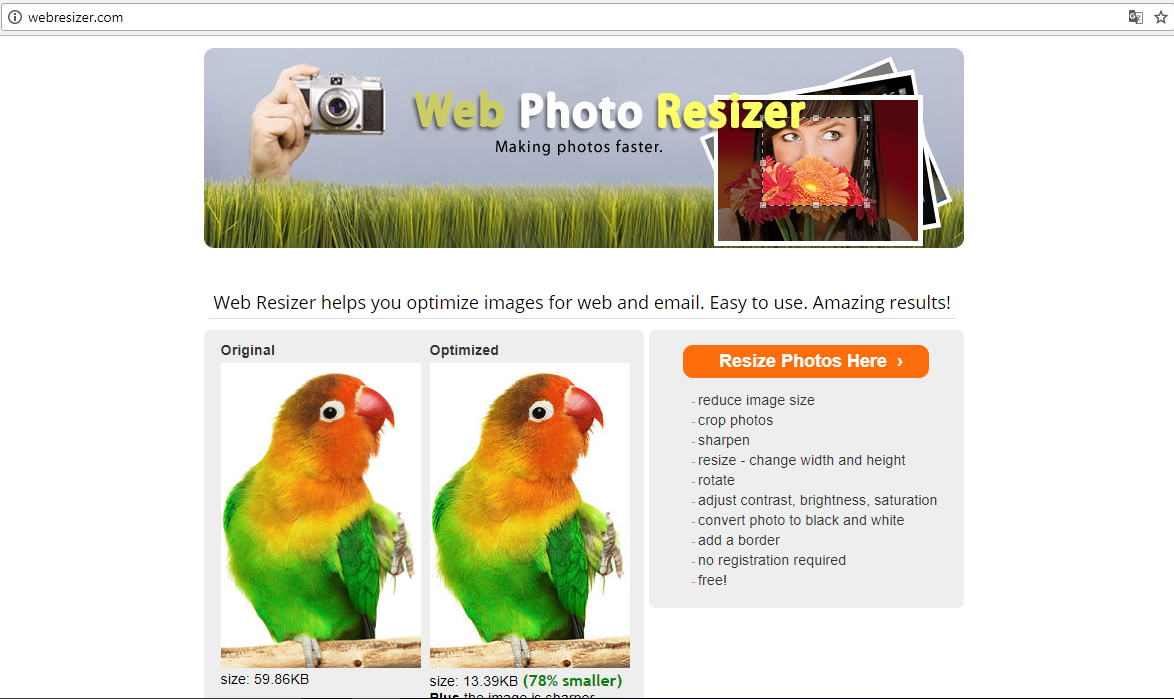 webresizer.com
Web Photo Resizer
Making photos faster.
Web Resizer helps you optimize images for web and email. Easy to use. Amazing results!
Original
Optimized
size: 59.86KB
size: 13.39KB (78% smaller)
Plus the image is sharper
Resize Photos Here ›
- reduce image size
- crop photos
- sharpen
- resize - change width and height
- rotate
- adjust contrast, brightness, saturation
- convert photo to black and white
- add a border
- no registration required
- free!